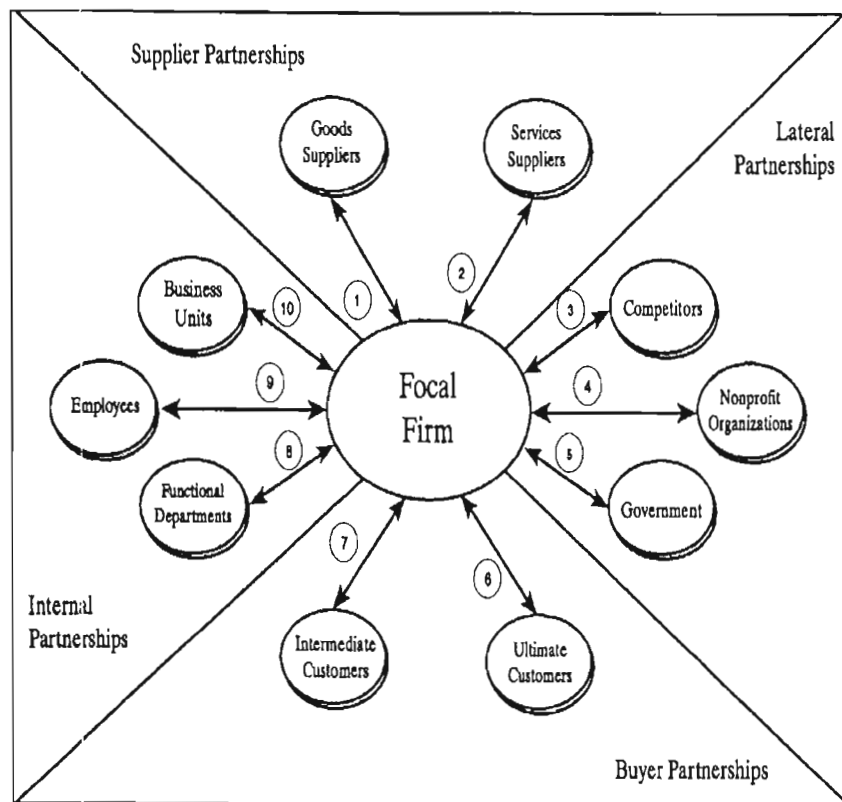 Supplier Partnerships
Goods
Suppliers
Services
Suppliers
Lateral
Partnerships
Business
Units
10
1
2
3
Competitors
Employees
9
Focal
Firm
4
Nonprofit
Organizations
8
5
Functional
Departments
Government
7
6
Internal
Partnerships
Intermediate
Customers
Ultimate
Customers
Buyer Partnerships